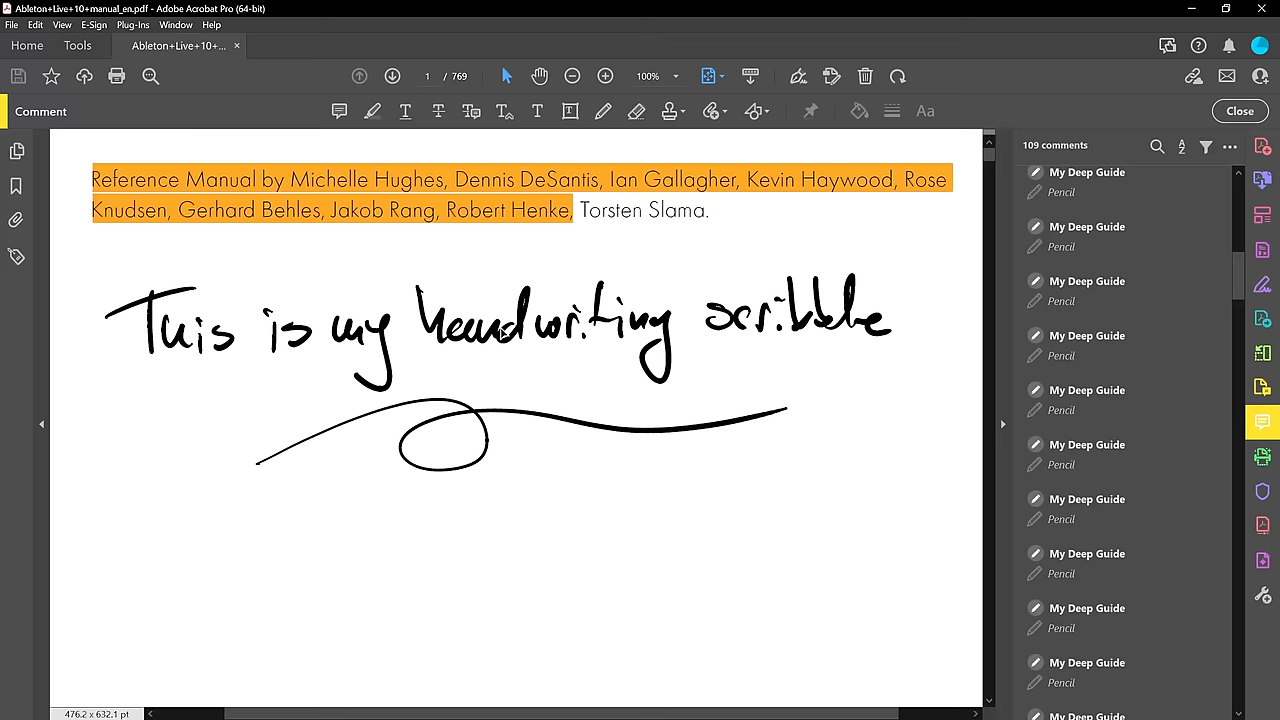 Ableton+Live+10+manual_en.pdf - Adobe Acrobat Pro (64-bit)
File Edit View E-Sign Plug-Ins Window Help
Home Tools Ableton+Live+10+... ×
1 / 769 100%
Comment Close
109 comments
Reference Manual by Michelle Hughes, Dennis DeSantis, Ian Gallagher, Kevin Haywood, Rose
Knudsen, Gerhard Behles, Jakob Rang, Robert Henke, Torsten Slama.
This is my handwriting scribble
My Deep Guide
Pencil
My Deep Guide
Pencil
My Deep Guide
Pencil
My Deep Guide
Pencil
My Deep Guide
Pencil
My Deep Guide
Pencil
My Deep Guide
Pencil
My Deep Guide
Pencil
My Deep Guide
Pencil
My Deep Guide
Pencil
My Deep Guide
476.2 x 632.1 pt